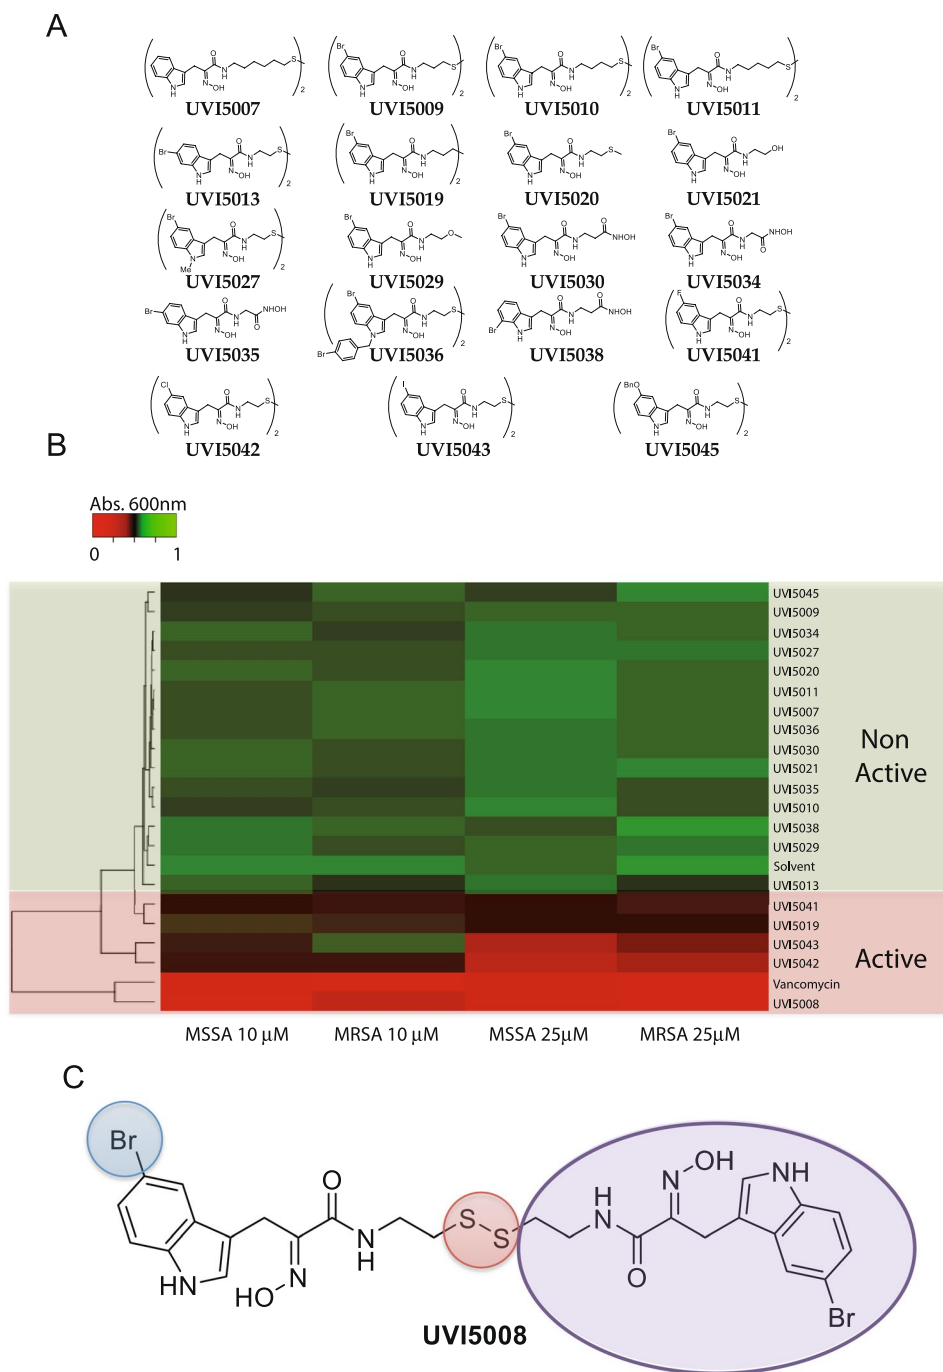 A
UVI5007
UVI5009
UVI5010
UVI5011
UVI5013
UVI5019
UVI5020
UVI5021
UVI5027
UVI5029
UVI5030
UVI5034
UVI5035
UVI5036
UVI5038
UVI5041
UVI5042
UVI5043
UVI5045
B
Abs. 600nm
0 1
UVI5045
UVI5009
UVI5034
UVI5027
UVI5020
UVI5011
UVI5007
UVI5036
UVI5030
UVI5021
UVI5035
UVI5010
UVI5038
UVI5029
Solvent
UVI5013
UVI5041
UVI5019
UVI5043
UVI5042
Vancomycin
UVI5008
Non
Active
Active
MSSA 10 μM MRSA 10 μM MSSA 25μM MRSA 25μM
C
Br
O
N
H
S
S
HN
N
HO
H
N
O
N
OH
NH
Br
UVI5008